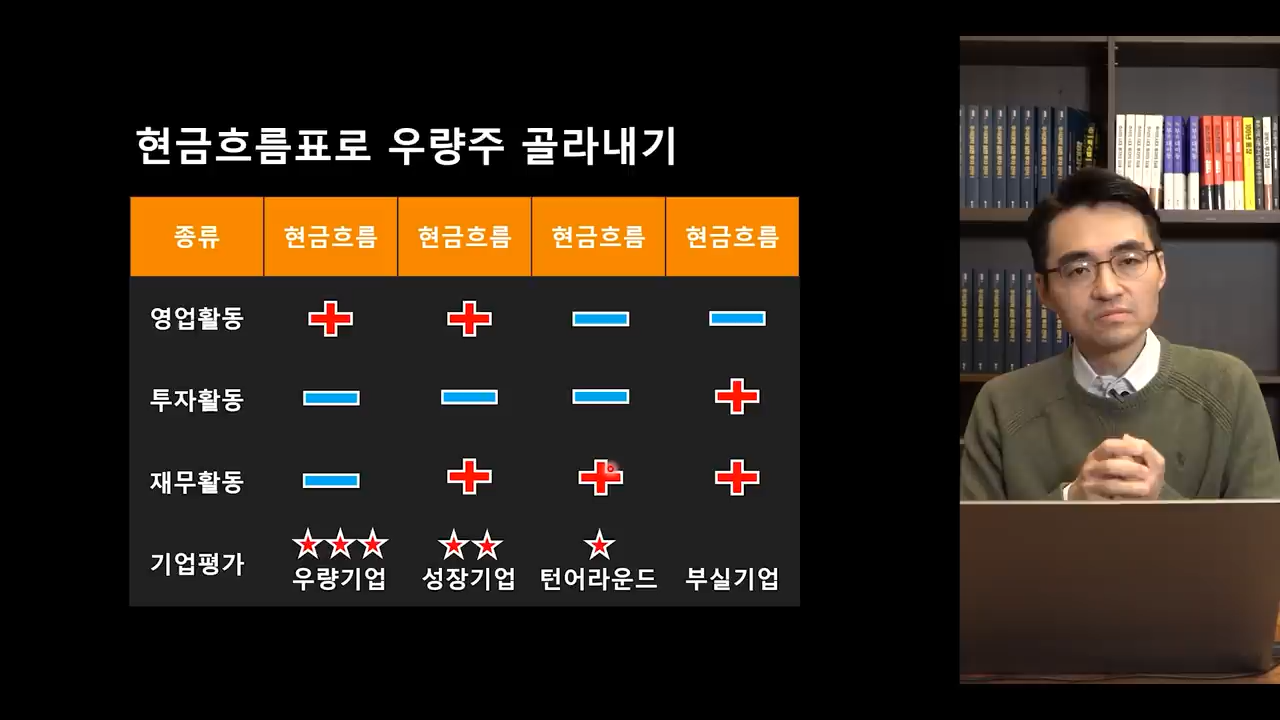 현금흐름표로 우량주 골라내기
종류 현금흐름 현금흐름 현금흐름 현금흐름
영업활동
투자활동
재무활동
기업평가
우량기업 성장기업 턴어라운드 부실기업